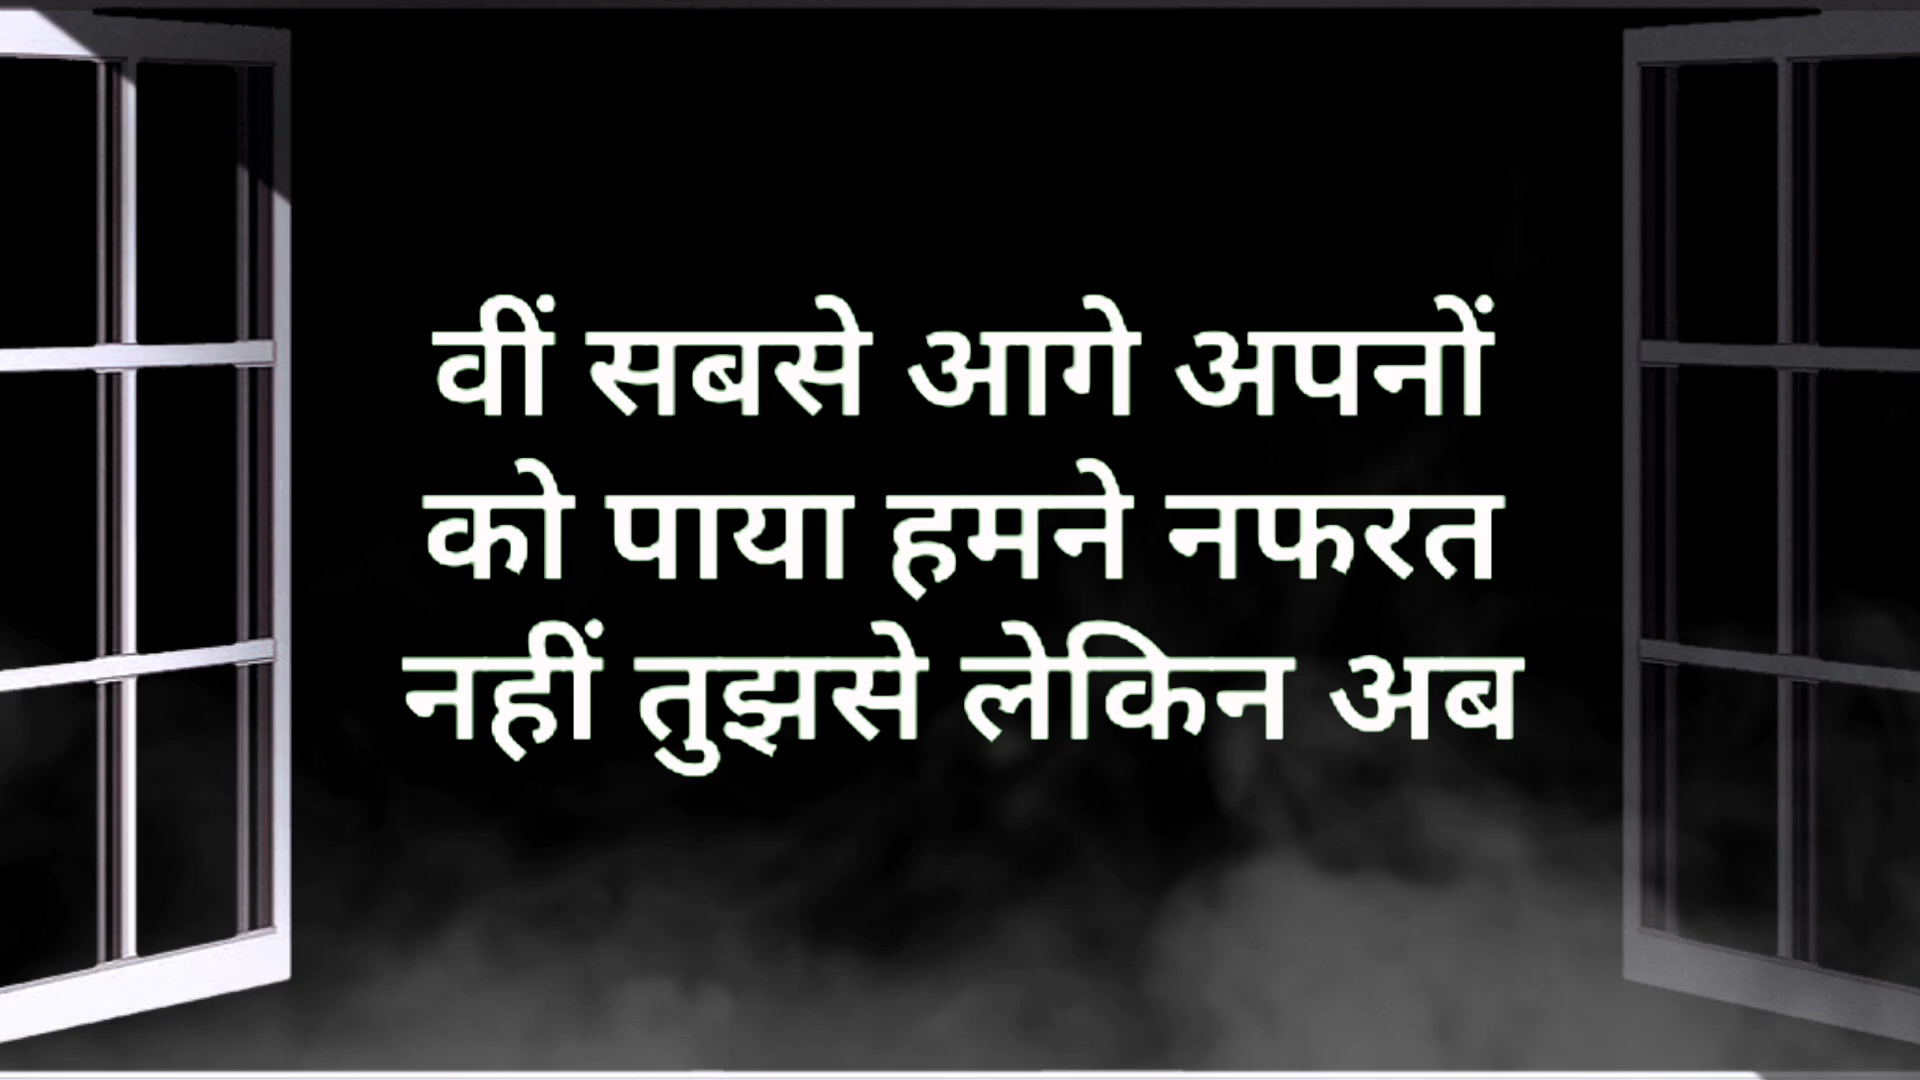 वीं सबसे आगे अपनों
को पाया हमने नफरत
नहीं तुझसे लेकिन अब